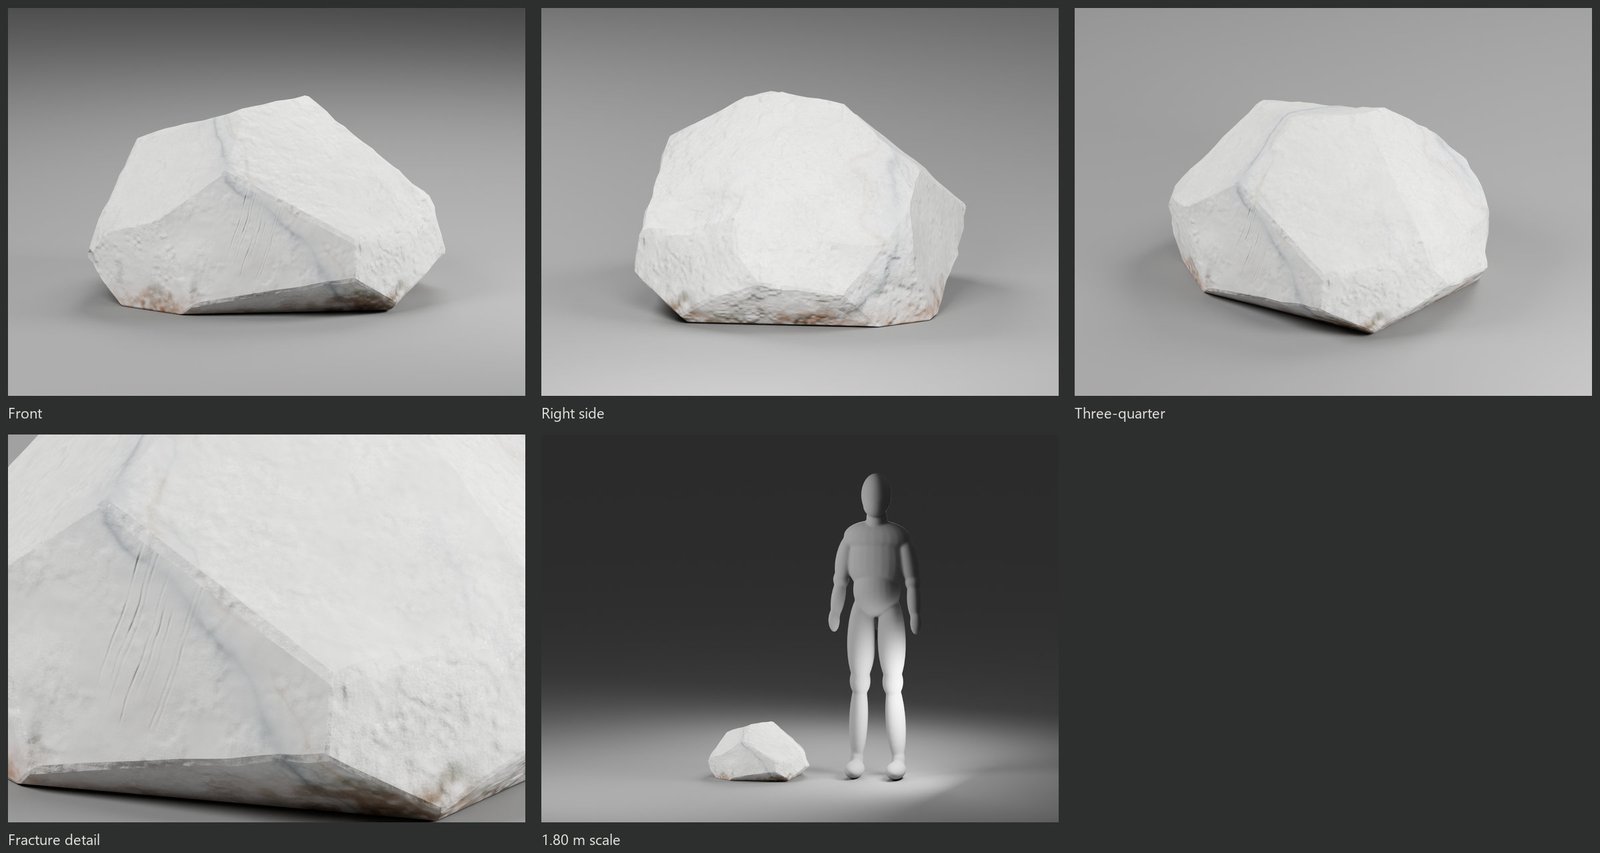 Front
Right side
Three-quarter
Fracture detail
1.80 m scale